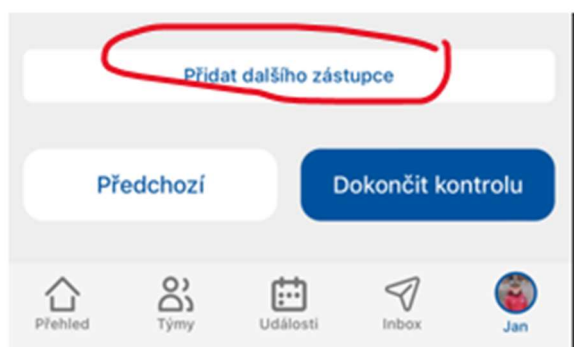 Přidat dalšího zástupce
Předchozí
Dokončit kontrolu
Přehled
Týmy
Události
Inbox
Jan